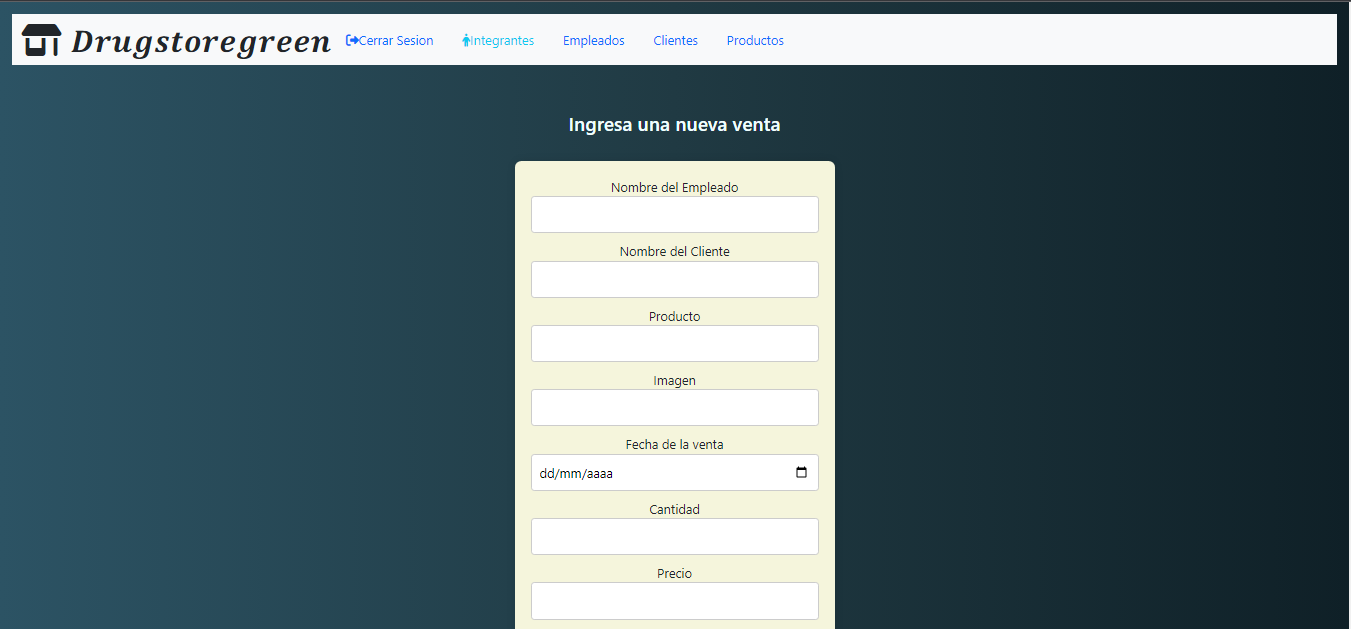 Drugstoregreen Cerrar Sesion Integrantes Empleados Clientes Productos
Ingresa una nueva venta
Nombre del Empleado
Nombre del Cliente
Producto
Imagen
Fecha de la venta
dd/mm/aaaa
Cantidad
Precio